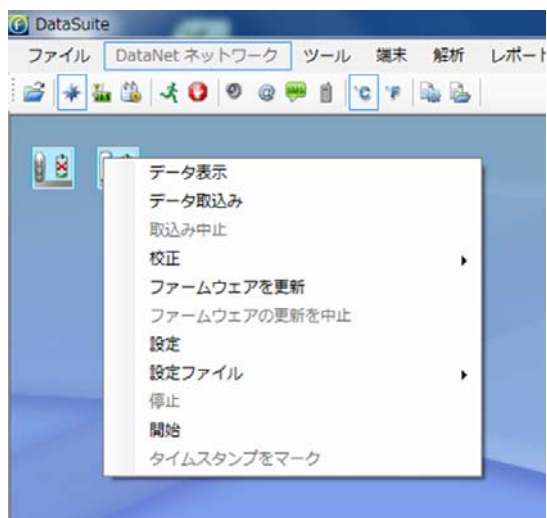 DataSuite
ファイル DataNet ネットワーク ツール 端末 解析 レポート
°C °F
データ表示
データ取込み
取込み中止
校正
ファームウェアを更新
ファームウェアの更新を中止
設定
設定ファイル
停止
開始
タイムスタンプをマーク